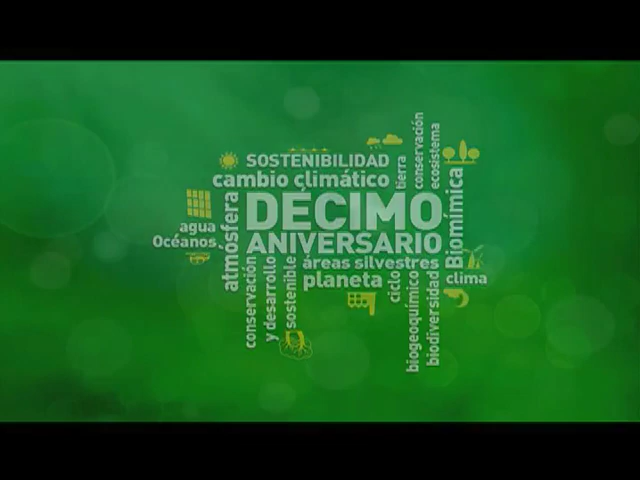 SOSTENIBILIDAD
cambio climático
DÉCIMO
ANIVERSARIO
áreas silvestres
planeta
agua
Océanos
atmósfera
conservación
y desarrollo
sostenible
tierra
conservación
ecosistema
Biomímica
clima
ciclo
biogeoquímico
biodiversidad